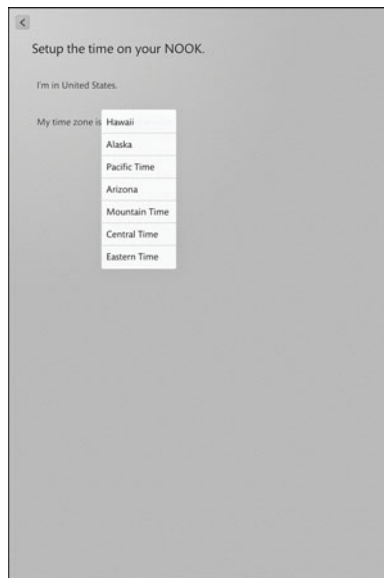 Setup the time on your NOOK.
I'm in United States.
My time zone is Hawaii
Alaska
Pacific Time
Arizona
Mountain Time
Central Time
Eastern Time